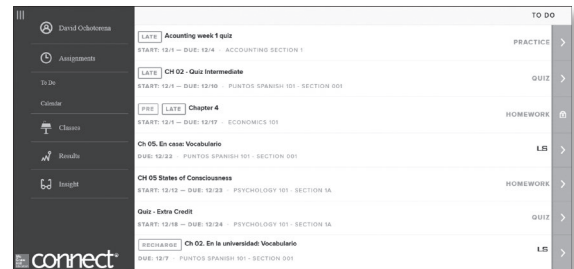 TO DO
David Ochotorena
Assignments
To Do
Calendar
Classes
Results
Insight
connect®
LATE Acounting week 1 quiz
START: 12/1 — DUE: 12/4 · ACCOUNTING SECTION 1
PRACTICE
LATE CH 02 - Quiz Intermediate
START: 12/1 — DUE: 12/10 · PUNTOS SPANISH 101 - SECTION 001
QUIZ
PRE LATE Chapter 4
START: 12/1 — DUE: 12/17 · ECONOMICS 101
HOMEWORK
Ch 05. En casa: Vocabulario
DUE: 12/22 · PUNTOS SPANISH 101 - SECTION 001
LS
CH 05 States of Consciousness
START: 12/12 — DUE: 12/23 · PSYCHOLOGY 101 - SECTION 1A
HOMEWORK
Quiz - Extra Credit
START: 12/18 — DUE: 12/24 · PSYCHOLOGY 101 - SECTION 1A
QUIZ
RECHARGE Ch 02. En la universidad: Vocabulario
DUE: 12/7 · PUNTOS SPANISH 101 - SECTION 001
LS